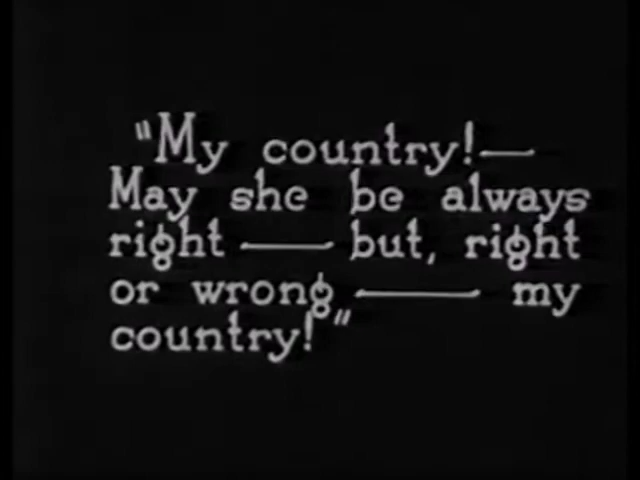 "My country!—
May she be always
right — but, right
or wrong — my
country!"